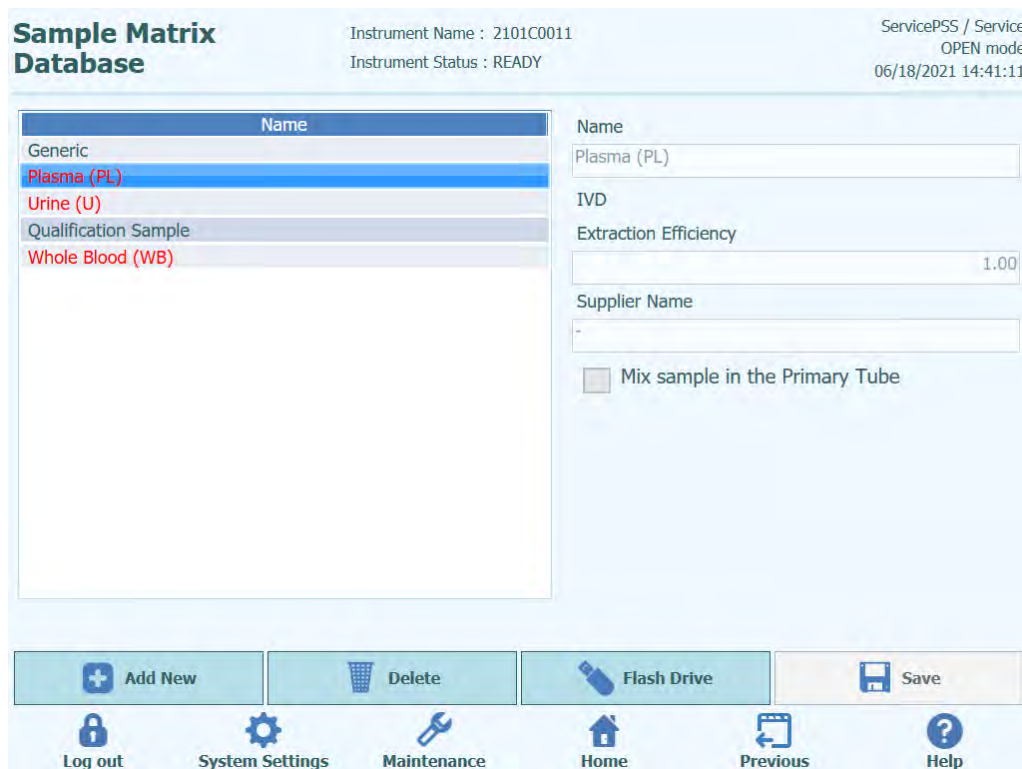 Sample Matrix
Database
Instrument Name : 2101C0011
Instrument Status : READY
ServicePSS / Service
OPEN mode
06/18/2021 14:41:11
Name
Generic
Plasma (PL)
Urine (U)
Qualification Sample
Whole Blood (WB)
Name
Plasma (PL)
IVD
Extraction Efficiency
1.00
Supplier Name
-
Mix sample in the Primary Tube
Add New
Delete
Flash Drive
Save
Log out
System Settings
Maintenance
Home
Previous
Help